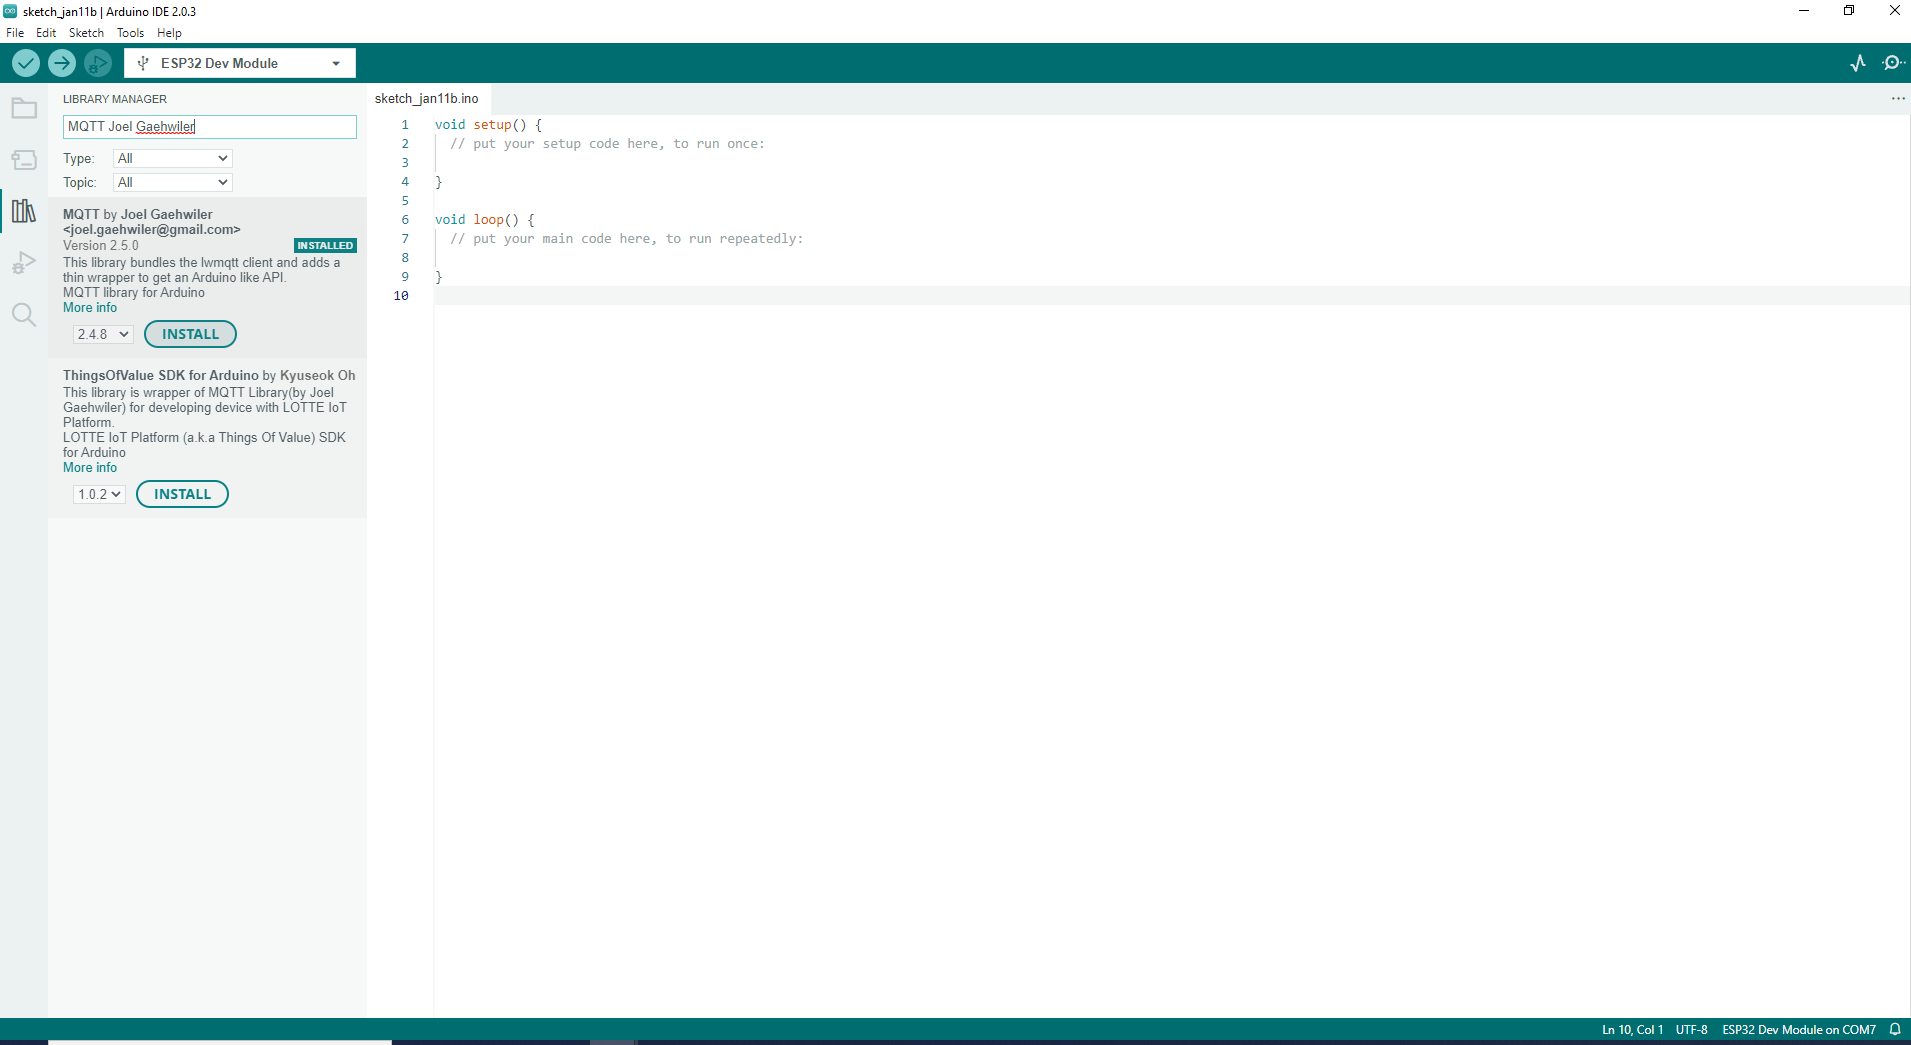 sketch_jan11b | Arduino IDE 2.0.3
File Edit Sketch Tools Help
ESP32 Dev Module
LIBRARY MANAGER
MQTT Joel Gaehwiler
Type: All
Topic: All
MQTT by Joel Gaehwiler
<joel.gaehwiler@gmail.com>
Version 2.5.0 INSTALLED
This library bundles the lwmqtt client and adds a
thin wrapper to get an Arduino like API.
MQTT library for Arduino
More info
2.4.8 INSTALL
ThingsOfValue SDK for Arduino by Kyuseok Oh
This library is wrapper of MQTT Library(by Joel
Gaehwiler) for developing device with LOTTE IoT
Platform.
LOTTE IoT Platform (a.k.a Things Of Value) SDK
for Arduino
More info
1.0.2 INSTALL
sketch_jan11b.ino
1 void setup() {
2 // put your setup code here, to run once:
3
4 }
5
6 void loop() {
7 // put your main code here, to run repeatedly:
8
9 }
10
Ln 10, Col 1 UTF-8 ESP32 Dev Module on COM7